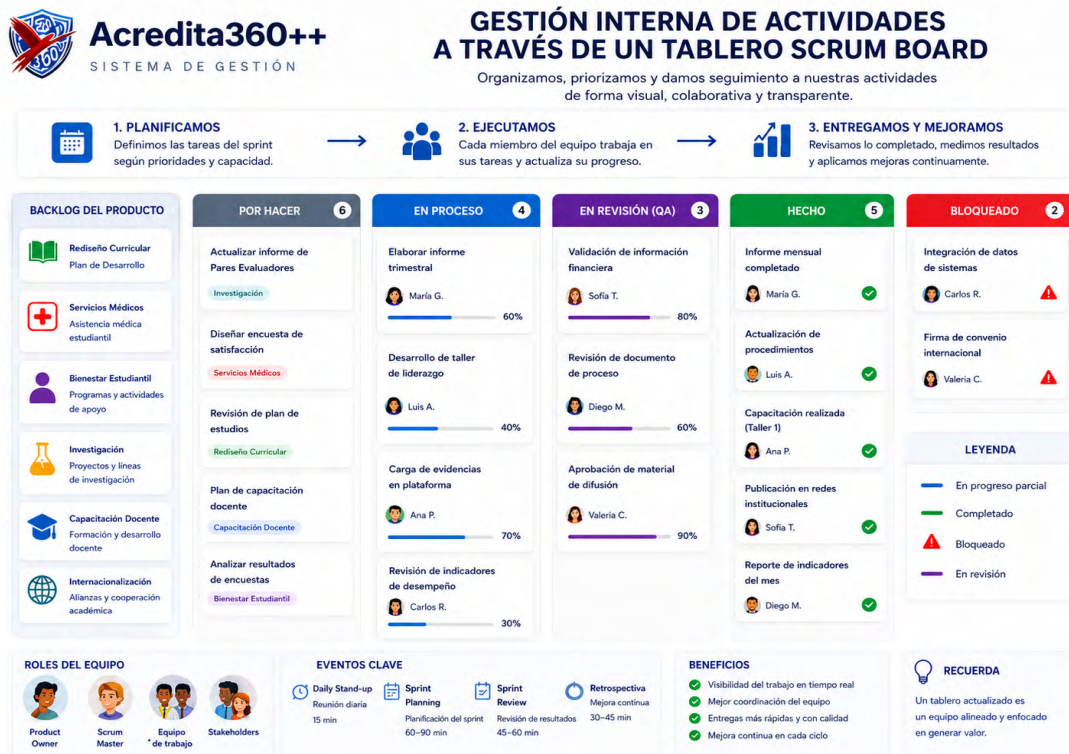 360
Acredita360++
SISTEMA DE GESTIÓN
GESTIÓN INTERNA DE ACTIVIDADES
A TRAVÉS DE UN TABLERO SCRUM BOARD
Organizamos, priorizamos y damos seguimiento a nuestras actividades
de forma visual, colaborativa y transparente.
1. PLANIFICAMOS
Definimos las tareas del sprint
según prioridades y capacidad.
2. EJECUTAMOS
Cada miembro del equipo trabaja en
sus tareas y actualiza su progreso.
3. ENTREGAMOS Y MEJORAMOS
Revisamos lo completado, medimos resultados
y aplicamos mejoras continuamente.
BACKLOG DEL PRODUCTO
Rediseño Curricular
Plan de Desarrollo
Servicios Médicos
Asistencia médica
estudiantil
Bienestar Estudiantil
Programas y actividades
de apoyo
Investigación
Proyectos y líneas
de investigación
Capacitación Docente
Formación y desarrollo
docente
Internacionalización
Alianzas y cooperación
académica
POR HACER 6
Actualizar informe de
Pares Evaluadores
Investigación
Diseñar encuesta de
satisfacción
Servicios Médicos
Revisión de plan de
estudios
Rediseño Curricular
Plan de capacitación
docente
Capacitación Docente
Analizar resultados
de encuestas
Bienestar Estudiantil
EN PROCESO 4
Elaborar informe
trimestral
María G.
60%
Desarrollo de taller
de liderazgo
Luis A.
40%
Carga de evidencias
en plataforma
Ana P.
70%
Revisión de indicadores
de desempeño
Carlos R.
30%
EN REVISIÓN (QA) 3
Validación de información
financiera
Sofía T.
80%
Revisión de documento
de proceso
Diego M.
60%
Aprobación de material
de difusión
Valeria C.
90%
HECHO 5
Informe mensual
completado
María G.
Actualización de
procedimientos
Luis A.
Capacitación realizada
(Taller 1)
Ana P.
Publicación en redes
institucionales
Sofía T.
Reporte de indicadores
del mes
Diego M.
BLOQUEADO 2
Integración de datos
de sistemas
Carlos R.
Firma de convenio
internacional
Valeria C.
LEYENDA
En progreso parcial
Completado
Bloqueado
En revisión
ROLES DEL EQUIPO
Product
Owner
Scrum
Master
Equipo
* de trabajo
Stakeholders
EVENTOS CLAVE
Daily Stand-up
Reunión diaria
15 min
Sprint
Planning
Planificación del sprint
60–90 min
Sprint
Review
Revisión de resultados
45–60 min
Retrospectiva
Mejora continua
30–45 min
BENEFICIOS
Visibilidad del trabajo en tiempo real
Mejor coordinación del equipo
Entregas más rápidas y con calidad
Mejora continua en cada ciclo
RECUERDA
Un tablero actualizado es
un equipo alineado y enfocado
en generar valor.